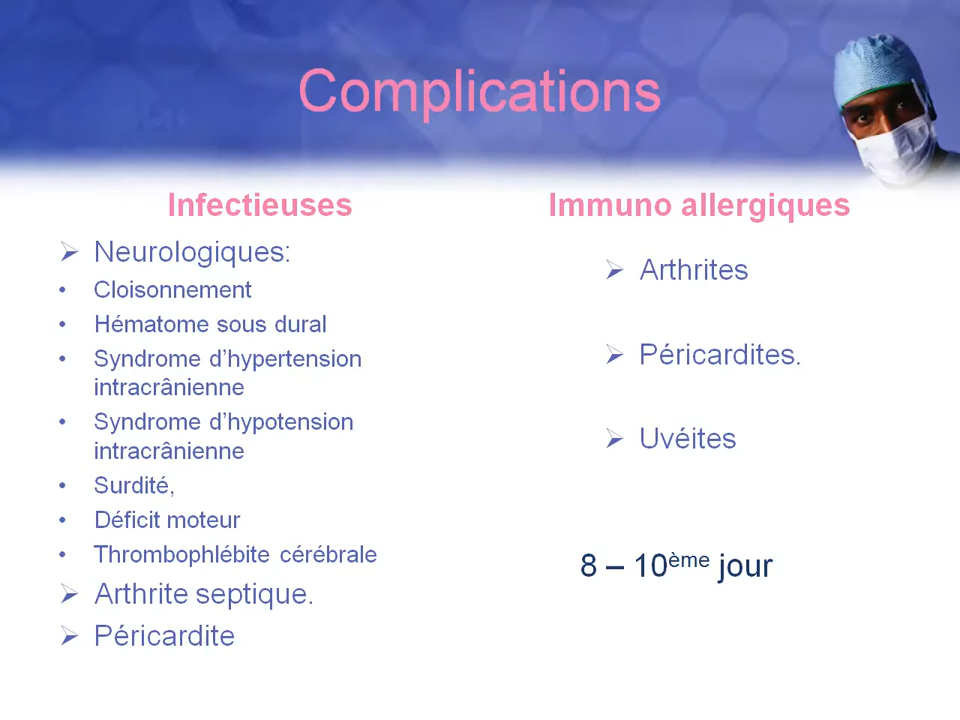 Complications
Infectieuses
➢ Neurologiques:
• Cloisonnement
• Hématome sous dural
• Syndrome d’hypertension
intracrânienne
• Syndrome d’hypotension
intracrânienne
• Surdité,
• Déficit moteur
• Thrombophlébite cérébrale
➢ Arthrite septique.
➢ Péricardite
Immuno allergiques
➢ Arthrites
➢ Péricardites.
➢ Uvéites
8 – 10ème jour